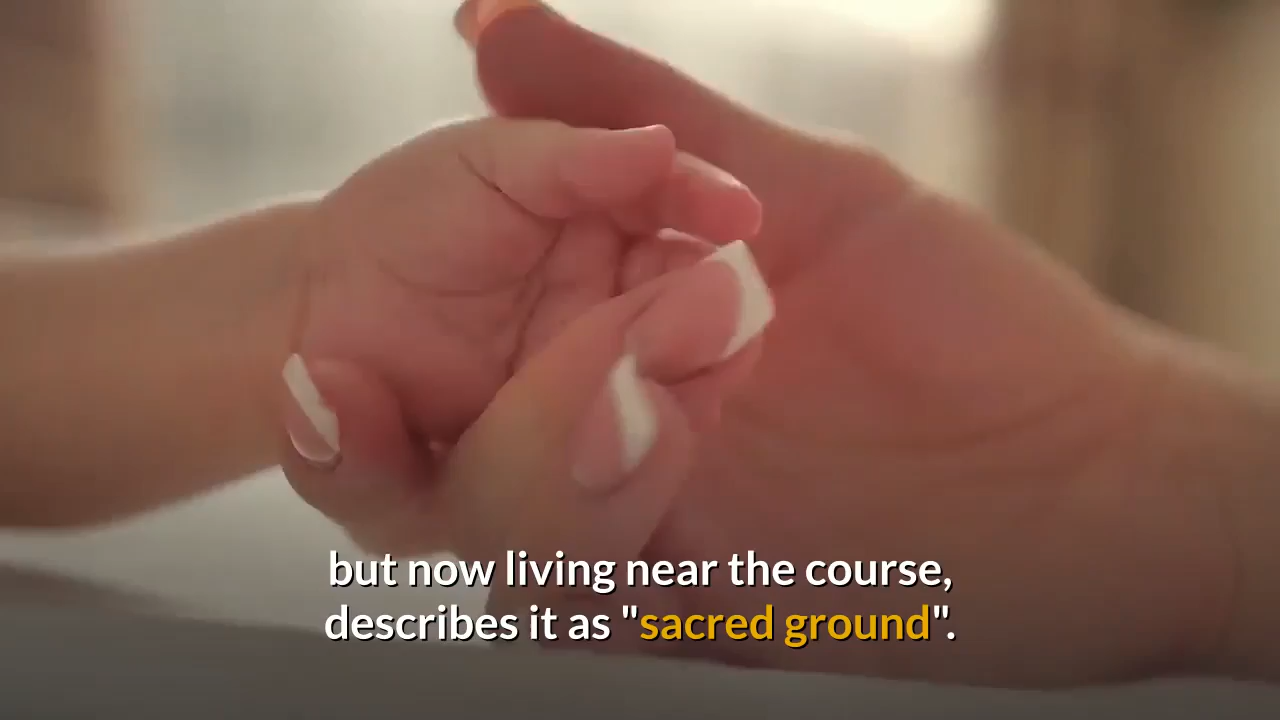 but now living near the course,
describes it as "sacred ground".